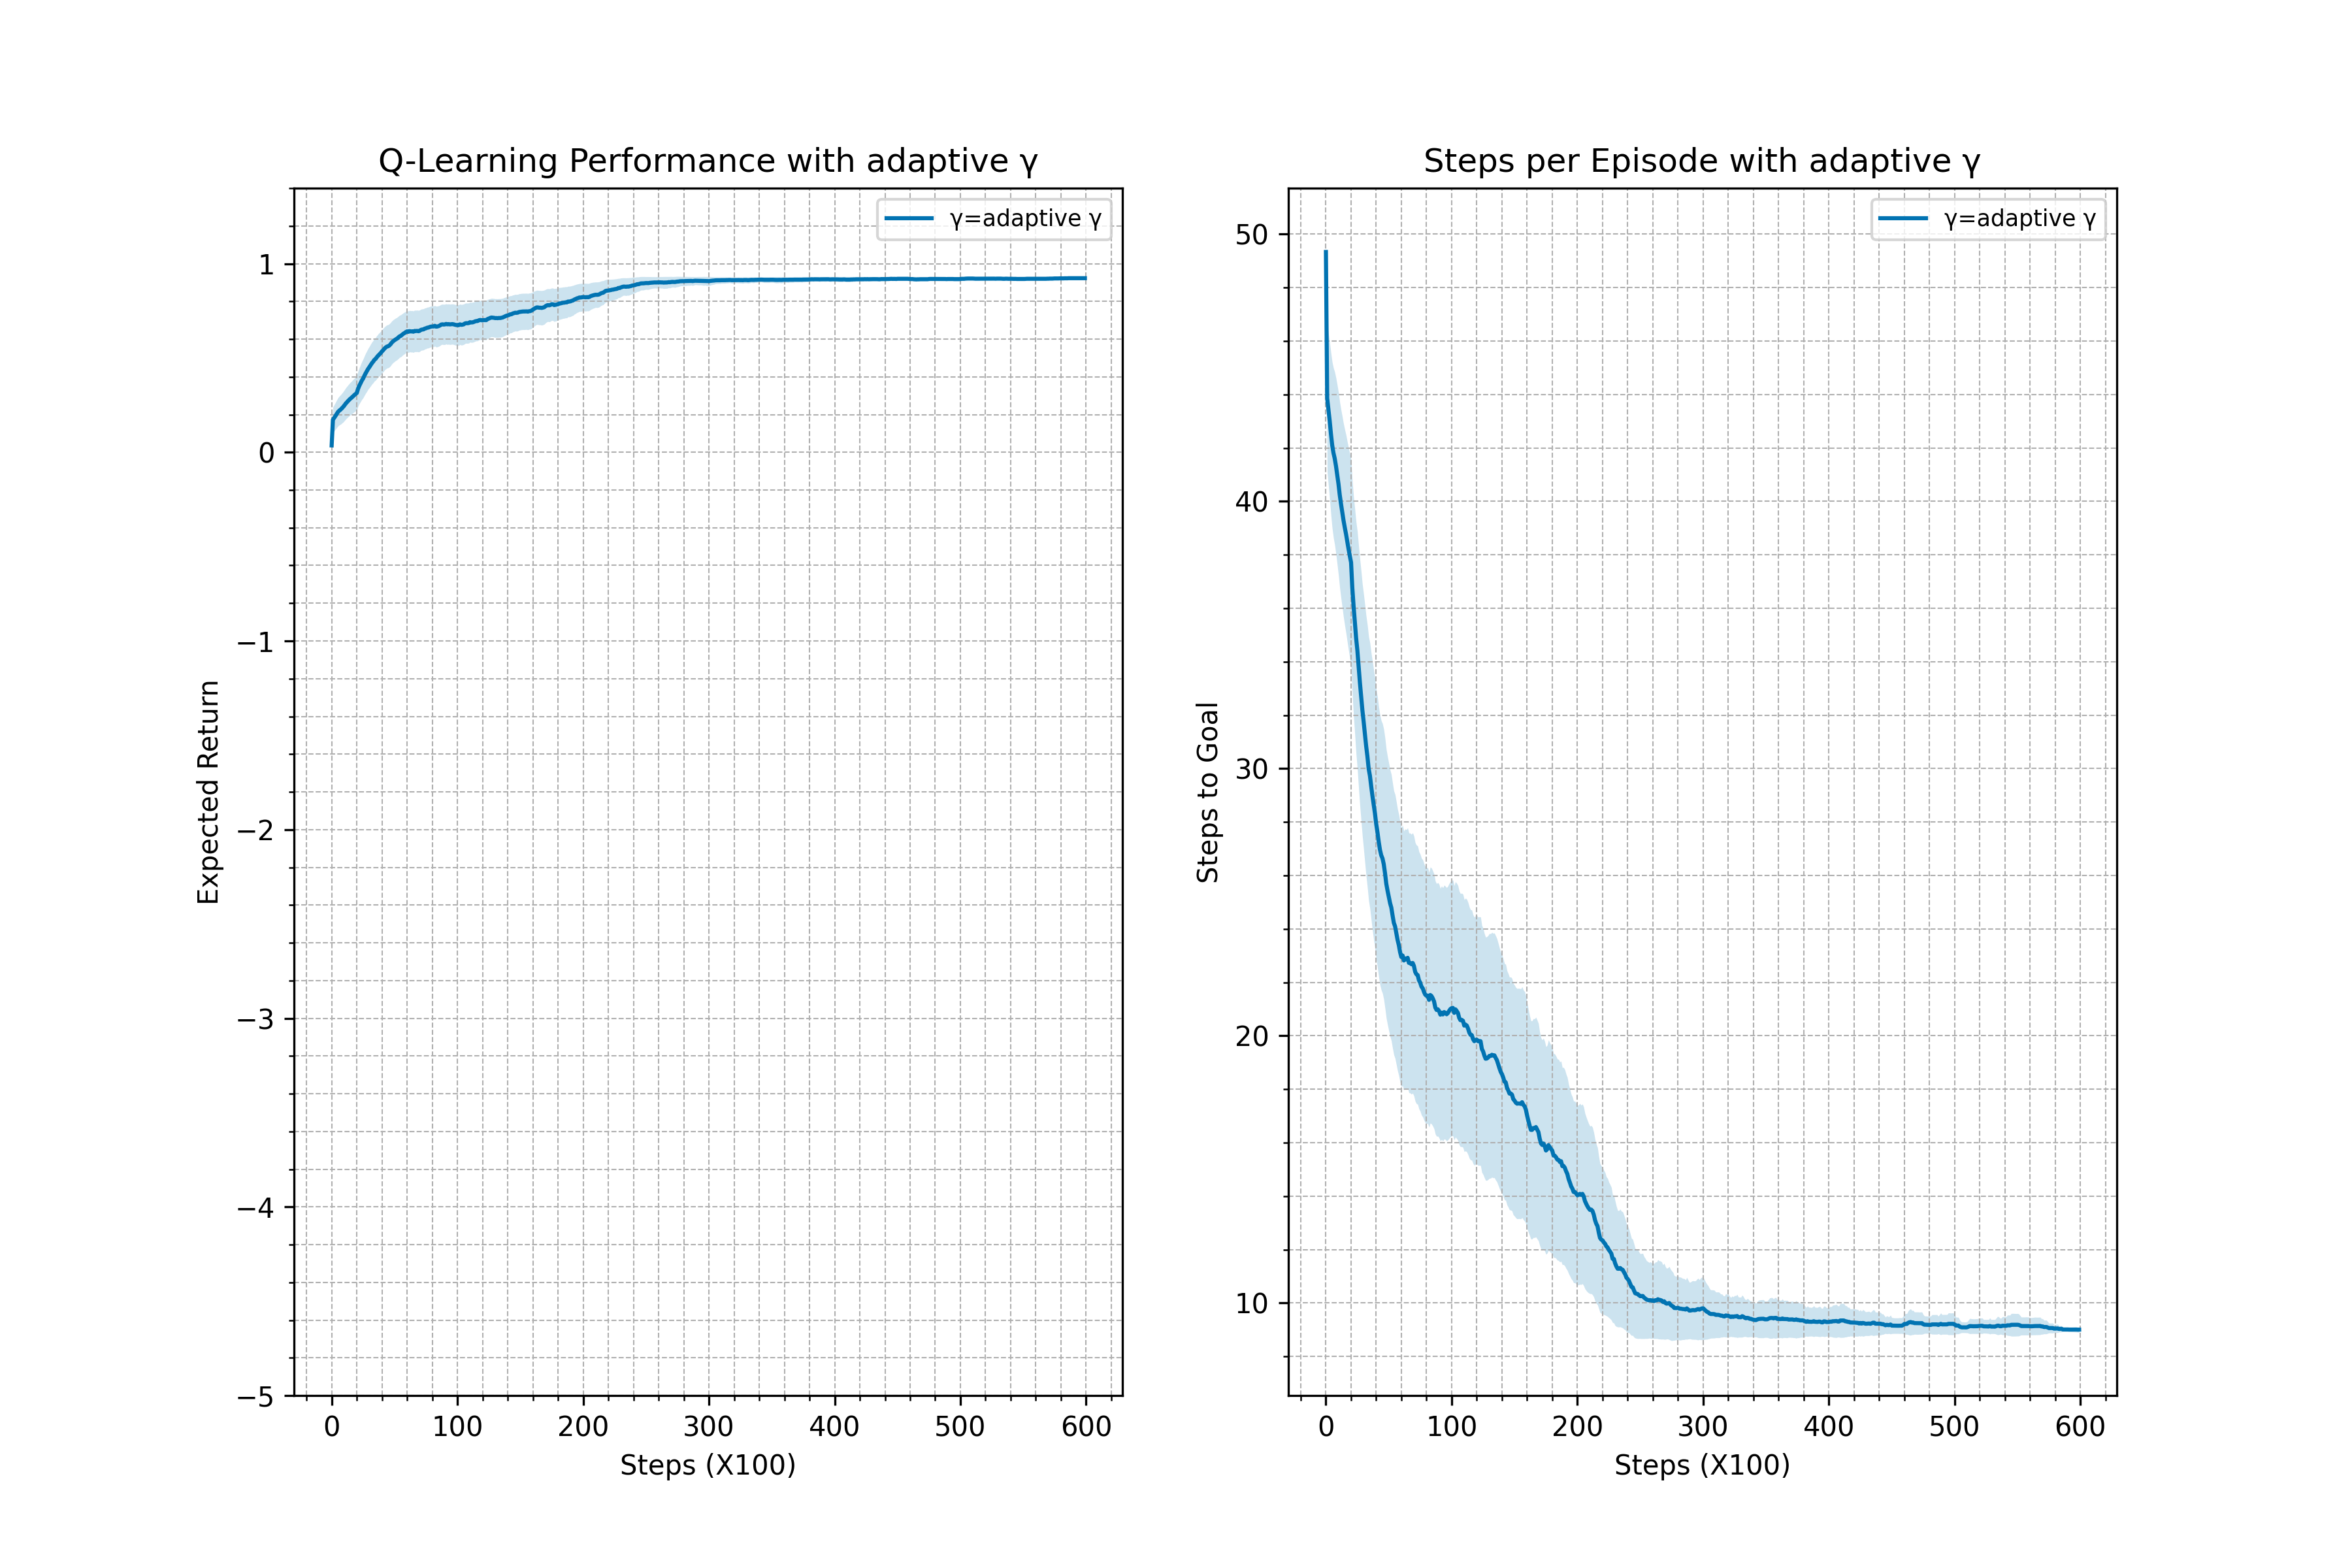 Q-Learning Performance with adaptive γ
γ=adaptive γ
1
0
−1
−2
−3
−4
−5
Expected Return
0 100 200 300 400 500 600
Steps (X100)
Steps per Episode with adaptive γ
γ=adaptive γ
50
40
30
20
10
Steps to Goal
0 100 200 300 400 500 600
Steps (X100)